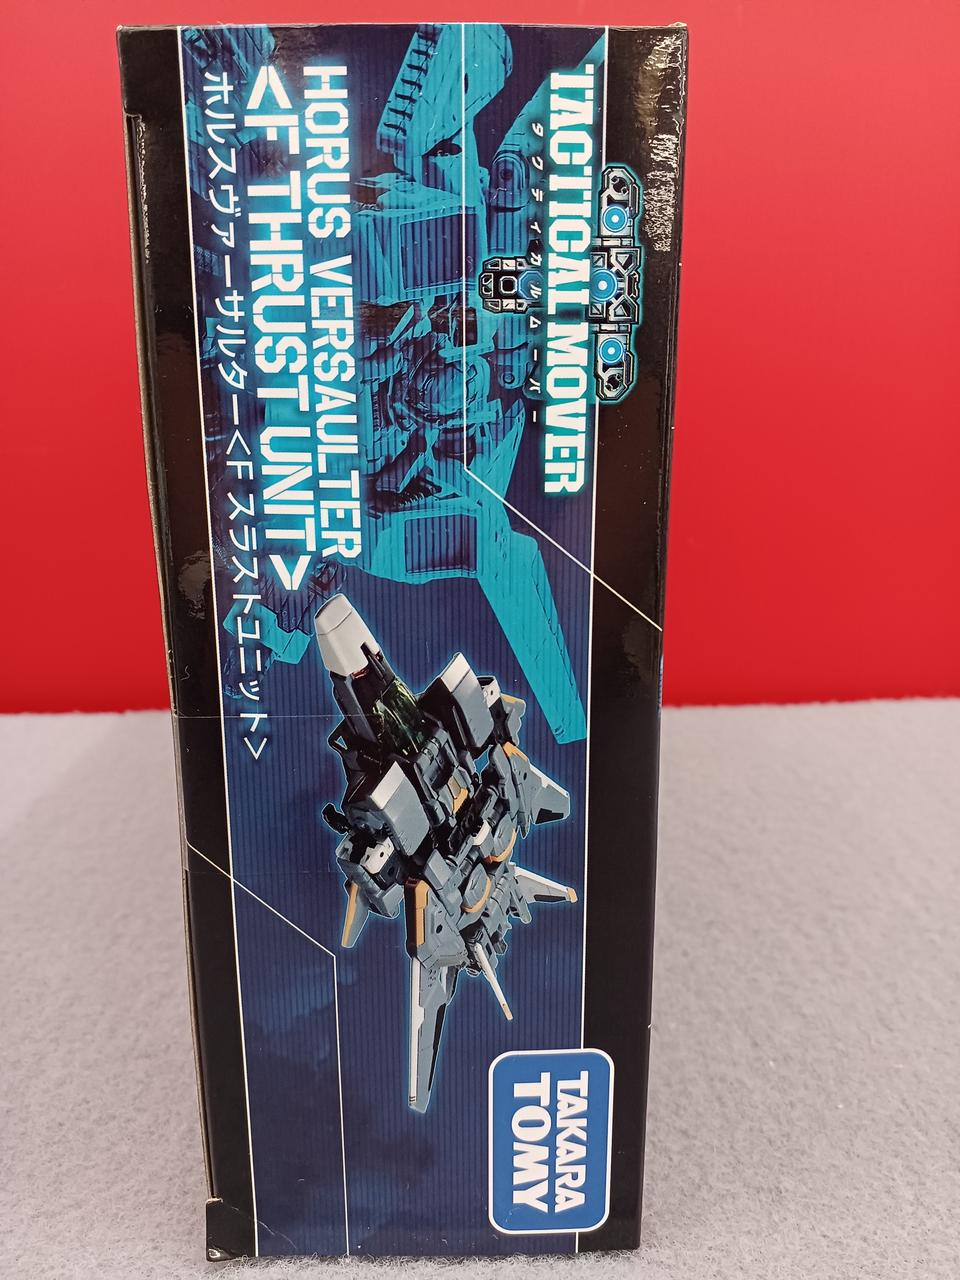 TACTICAL MOVER
タクティカルムーバー
HORUS VERSAULTER
<F THRUST UNIT>
ホルスヴァーサルター<Fスラストユニット>
TAKARA
TOMY